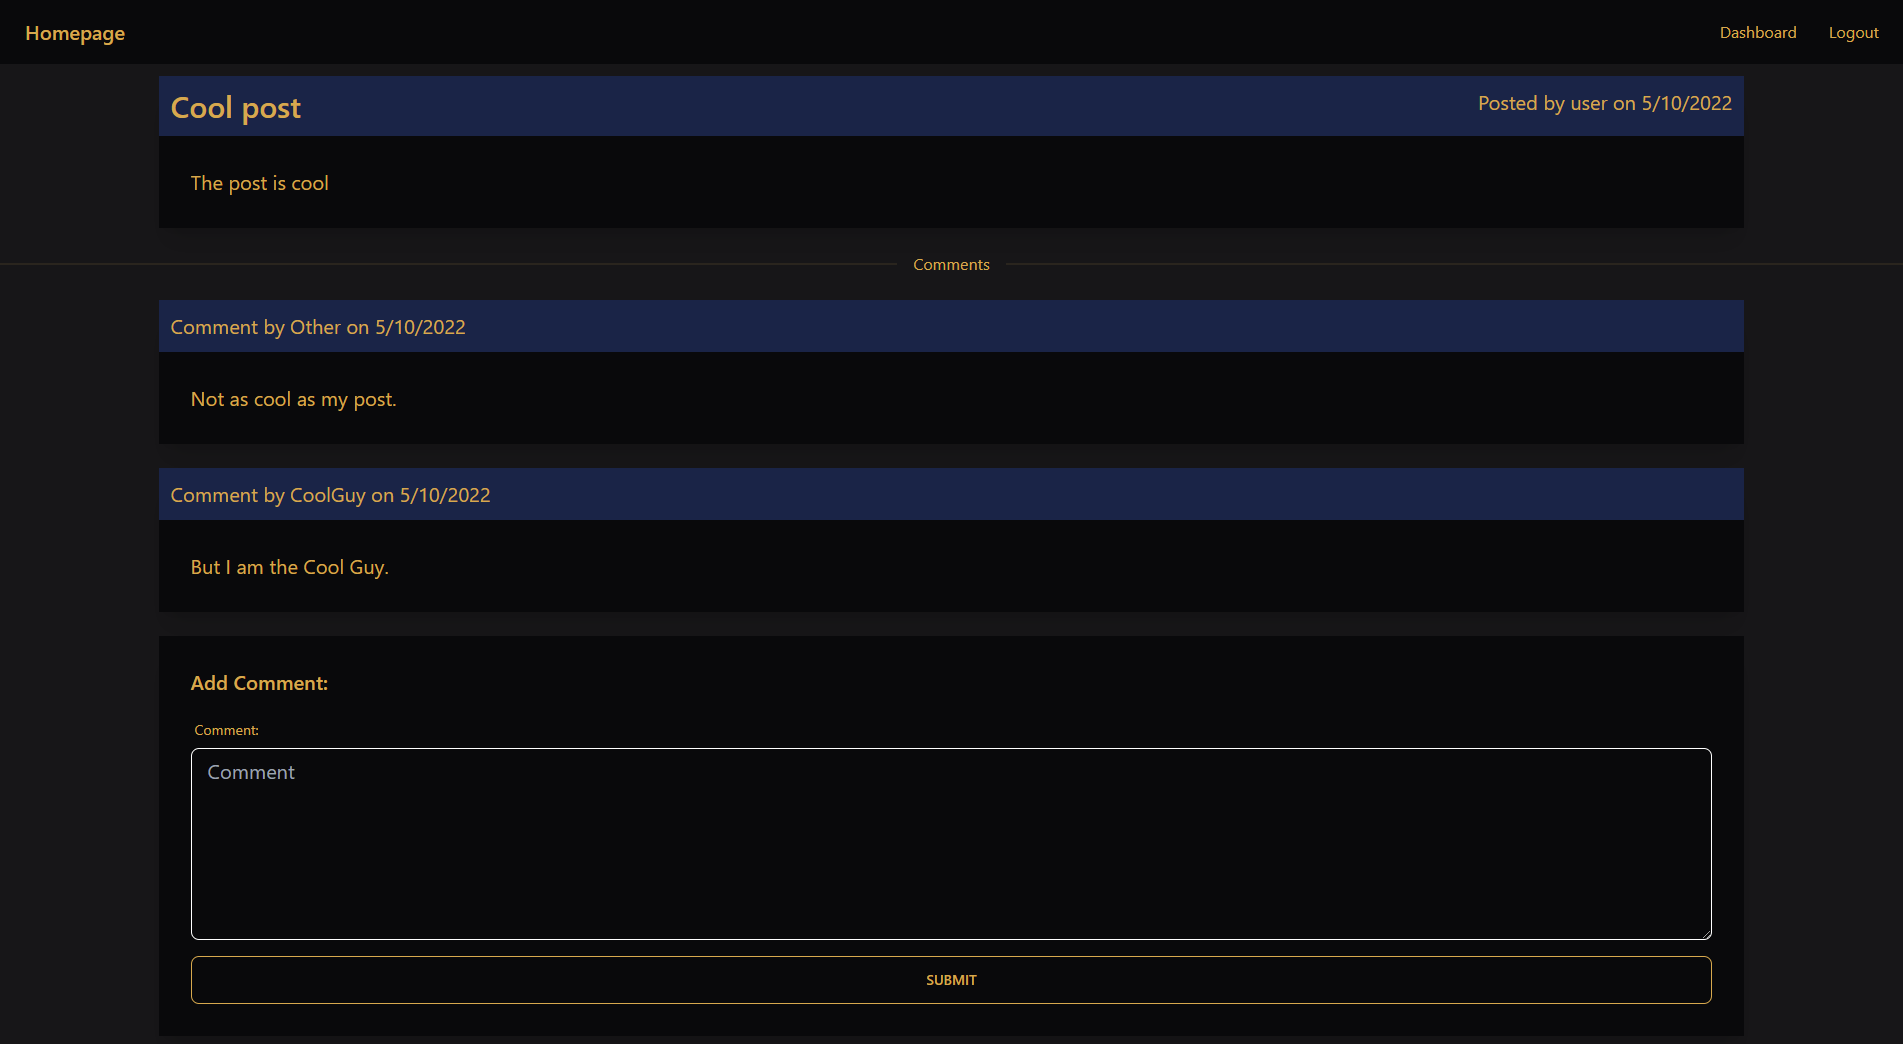 Homepage
Dashboard
Logout
Cool post
Posted by user on 5/10/2022
The post is cool
Comments
Comment by Other on 5/10/2022
Not as cool as my post.
Comment by CoolGuy on 5/10/2022
But I am the Cool Guy.
Add Comment:
Comment:
Comment
SUBMIT